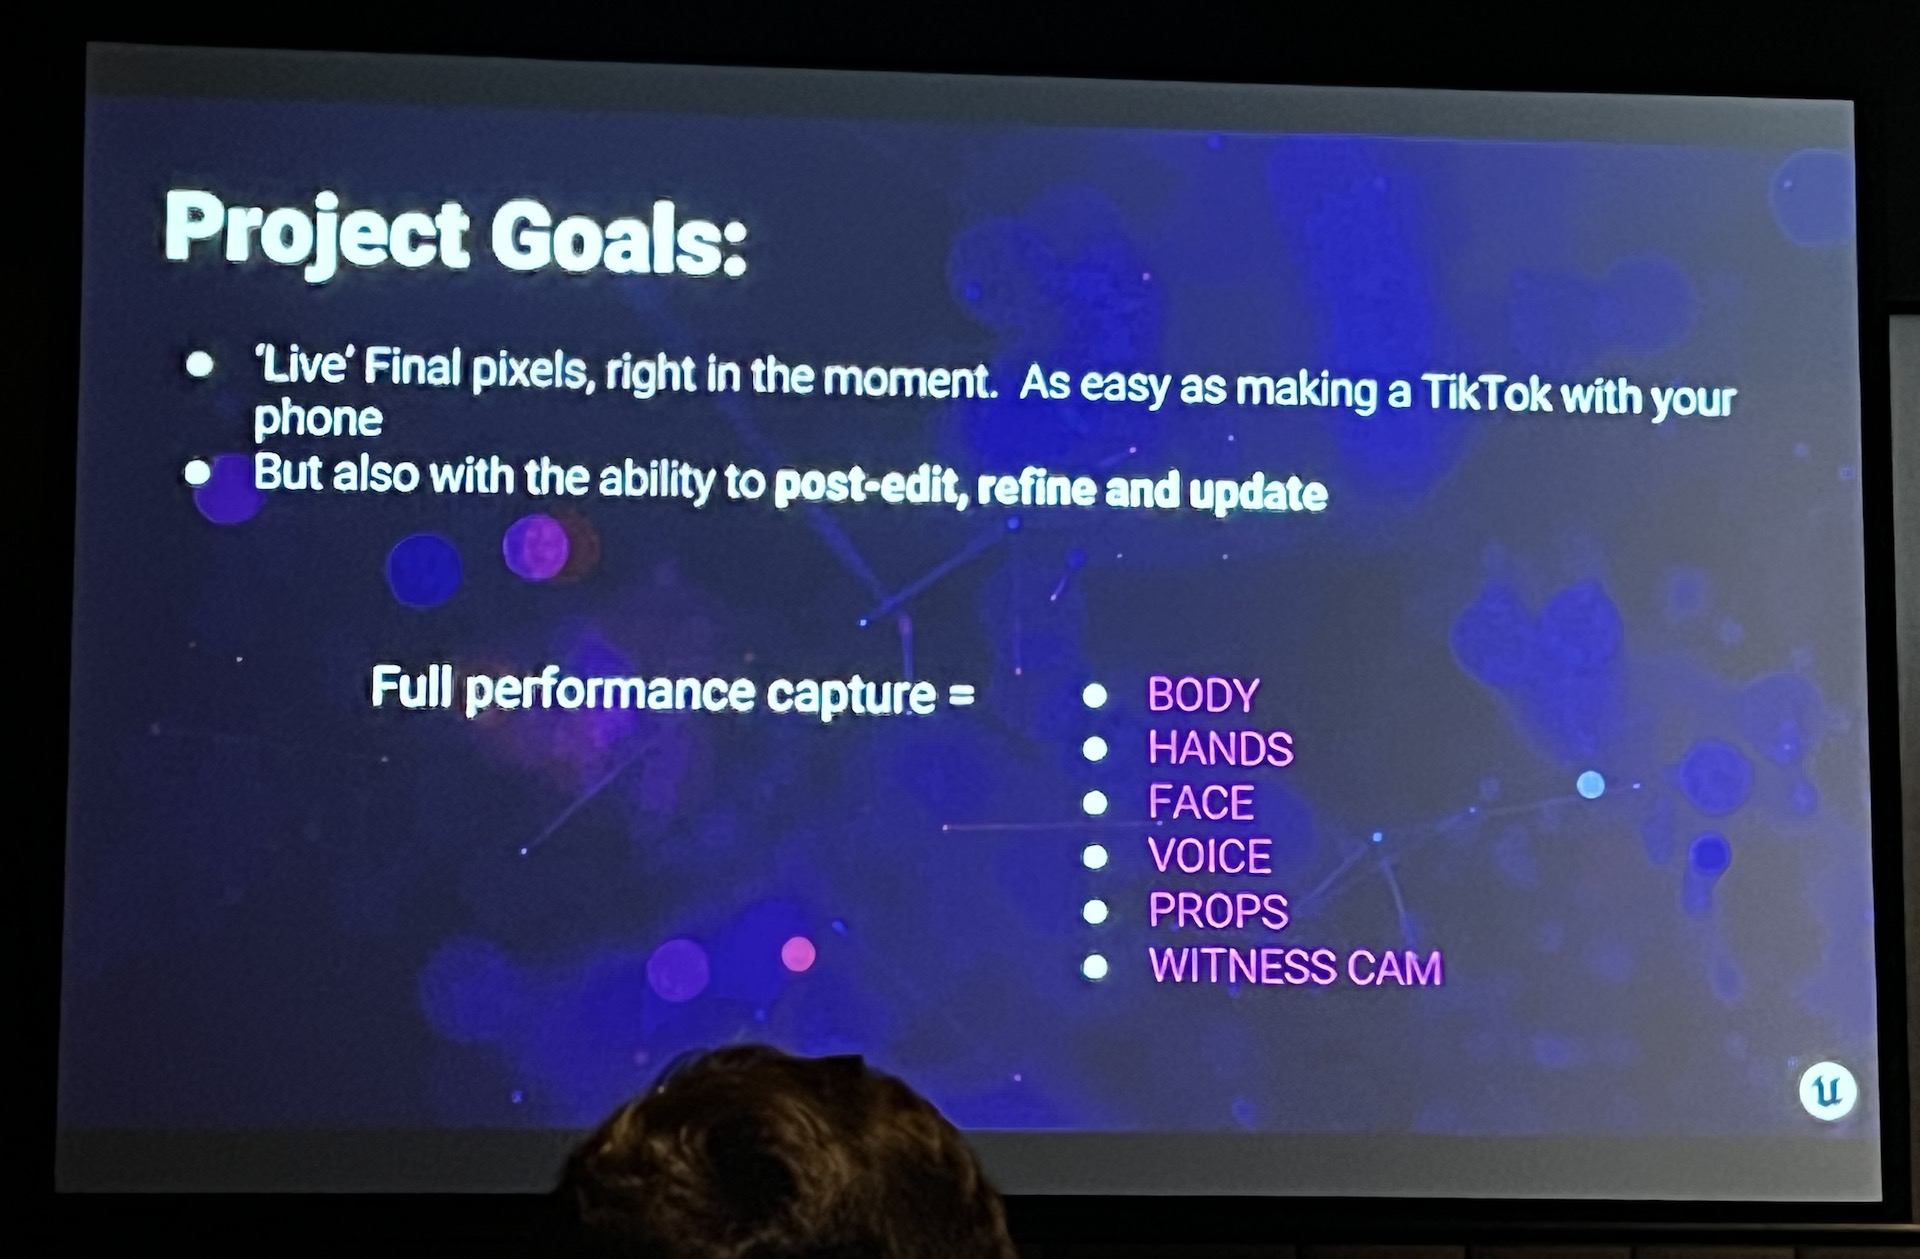 Project Goals:
● ‘Live’ Final pixels, right in the moment.  As easy as making a TikTok with your
phone
● But also with the ability to post-edit, refine and update
Full performance capture =
● BODY
● HANDS
● FACE
● VOICE
● PROPS
● WITNESS CAM